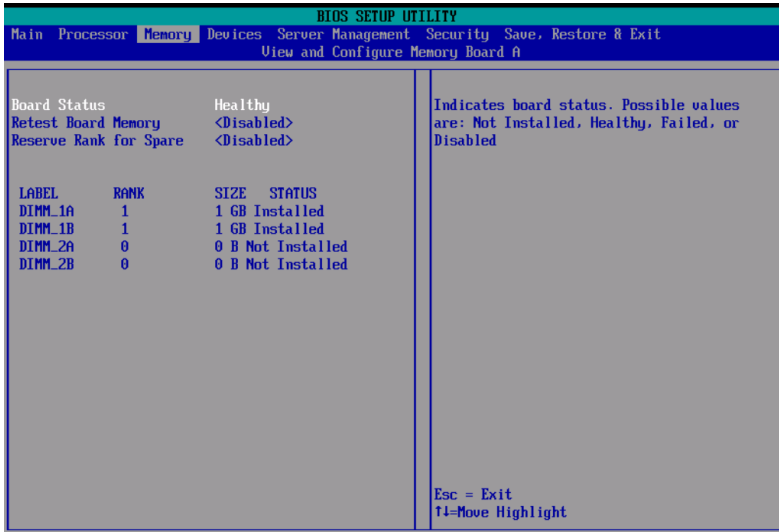 BIOS SETUP UTILITY
Main Processor Memory Devices Server Management Security Save, Restore & Exit
View and Configure Memory Board A
Board Status Healthy
Retest Board Memory <Disabled>
Reserve Rank for Spare <Disabled>
LABEL RANK SIZE STATUS
DIMM_1A 1 1 GB Installed
DIMM_1B 1 1 GB Installed
DIMM_2A 0 0 B Not Installed
DIMM_2B 0 0 B Not Installed
Indicates board status. Possible values
are: Not Installed, Healthy, Failed, or
Disabled
Esc = Exit
↑↓=Move Highlight